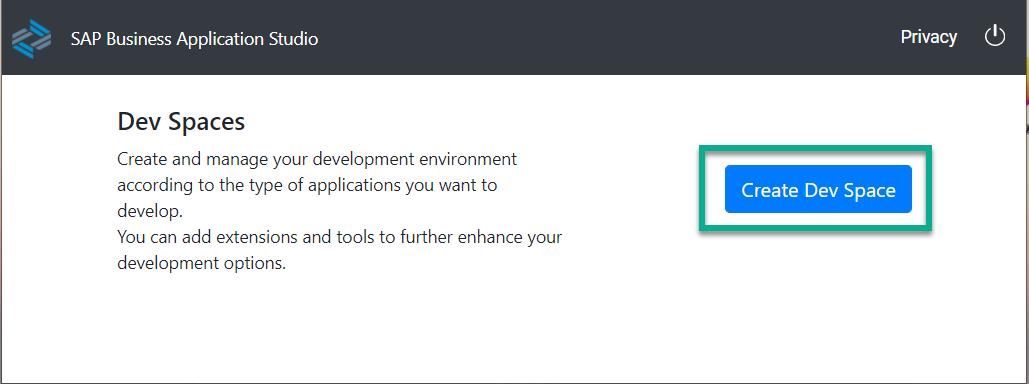 SAP Business Application Studio
Privacy
Dev Spaces
Create and manage your development environment
according to the type of applications you want to
develop.
You can add extensions and tools to further enhance your
development options.
Create Dev Space